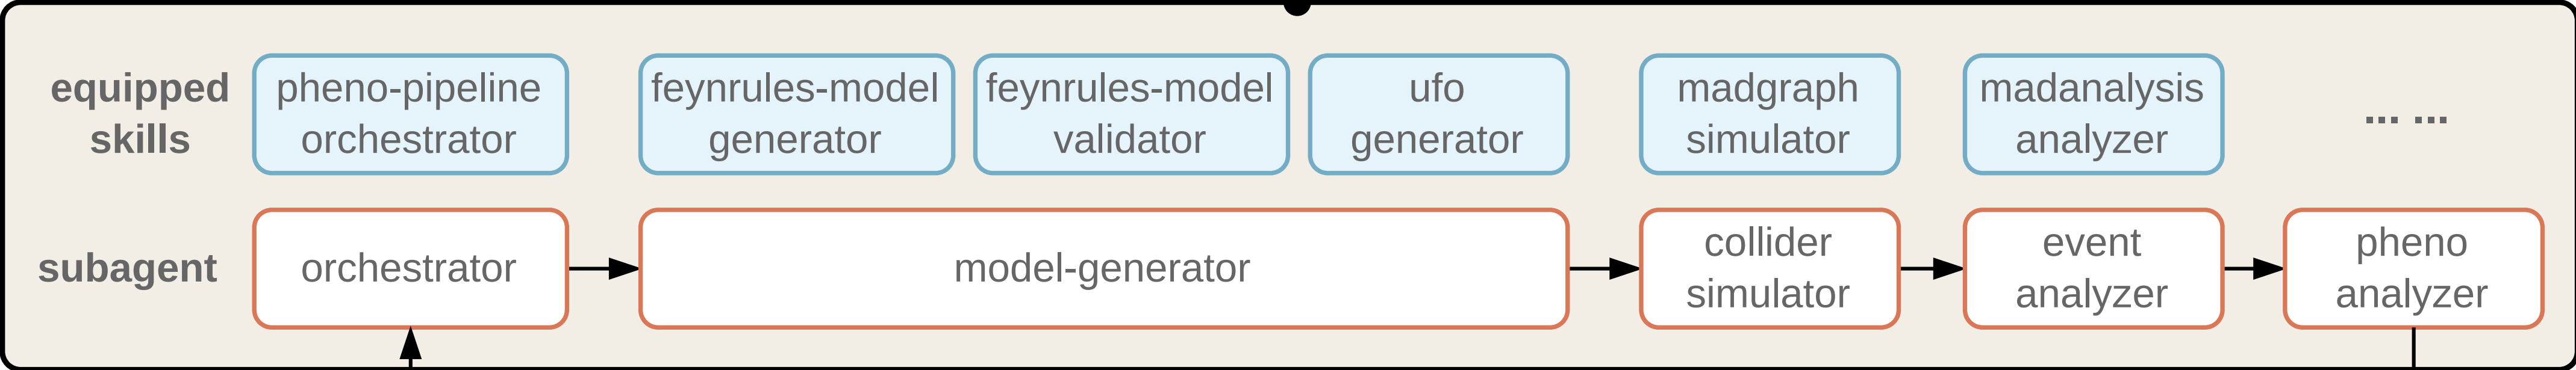 equipped
skills
pheno-pipeline
orchestrator
feynrules-model
generator
feynrules-model
validator
ufo
generator
madgraph
simulator
madanalysis
analyzer
... ...
subagent
orchestrator
model-generator
collider
simulator
event
analyzer
pheno
analyzer